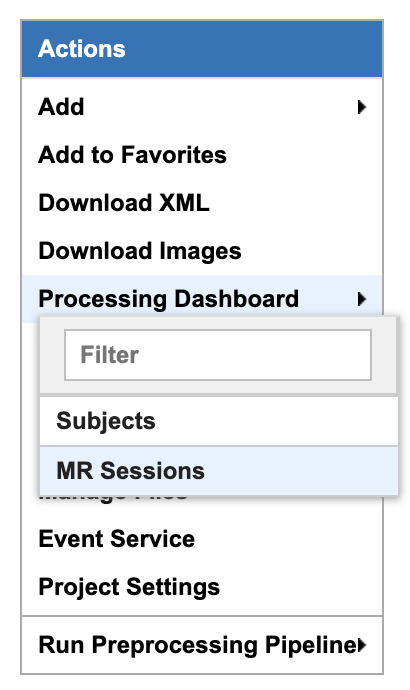 Actions
Add
Add to Favorites
Download XML
Download Images
Processing Dashboard
Filter
Subjects
MR Sessions
Manage Files
Event Service
Project Settings
Run Preprocessing Pipeline